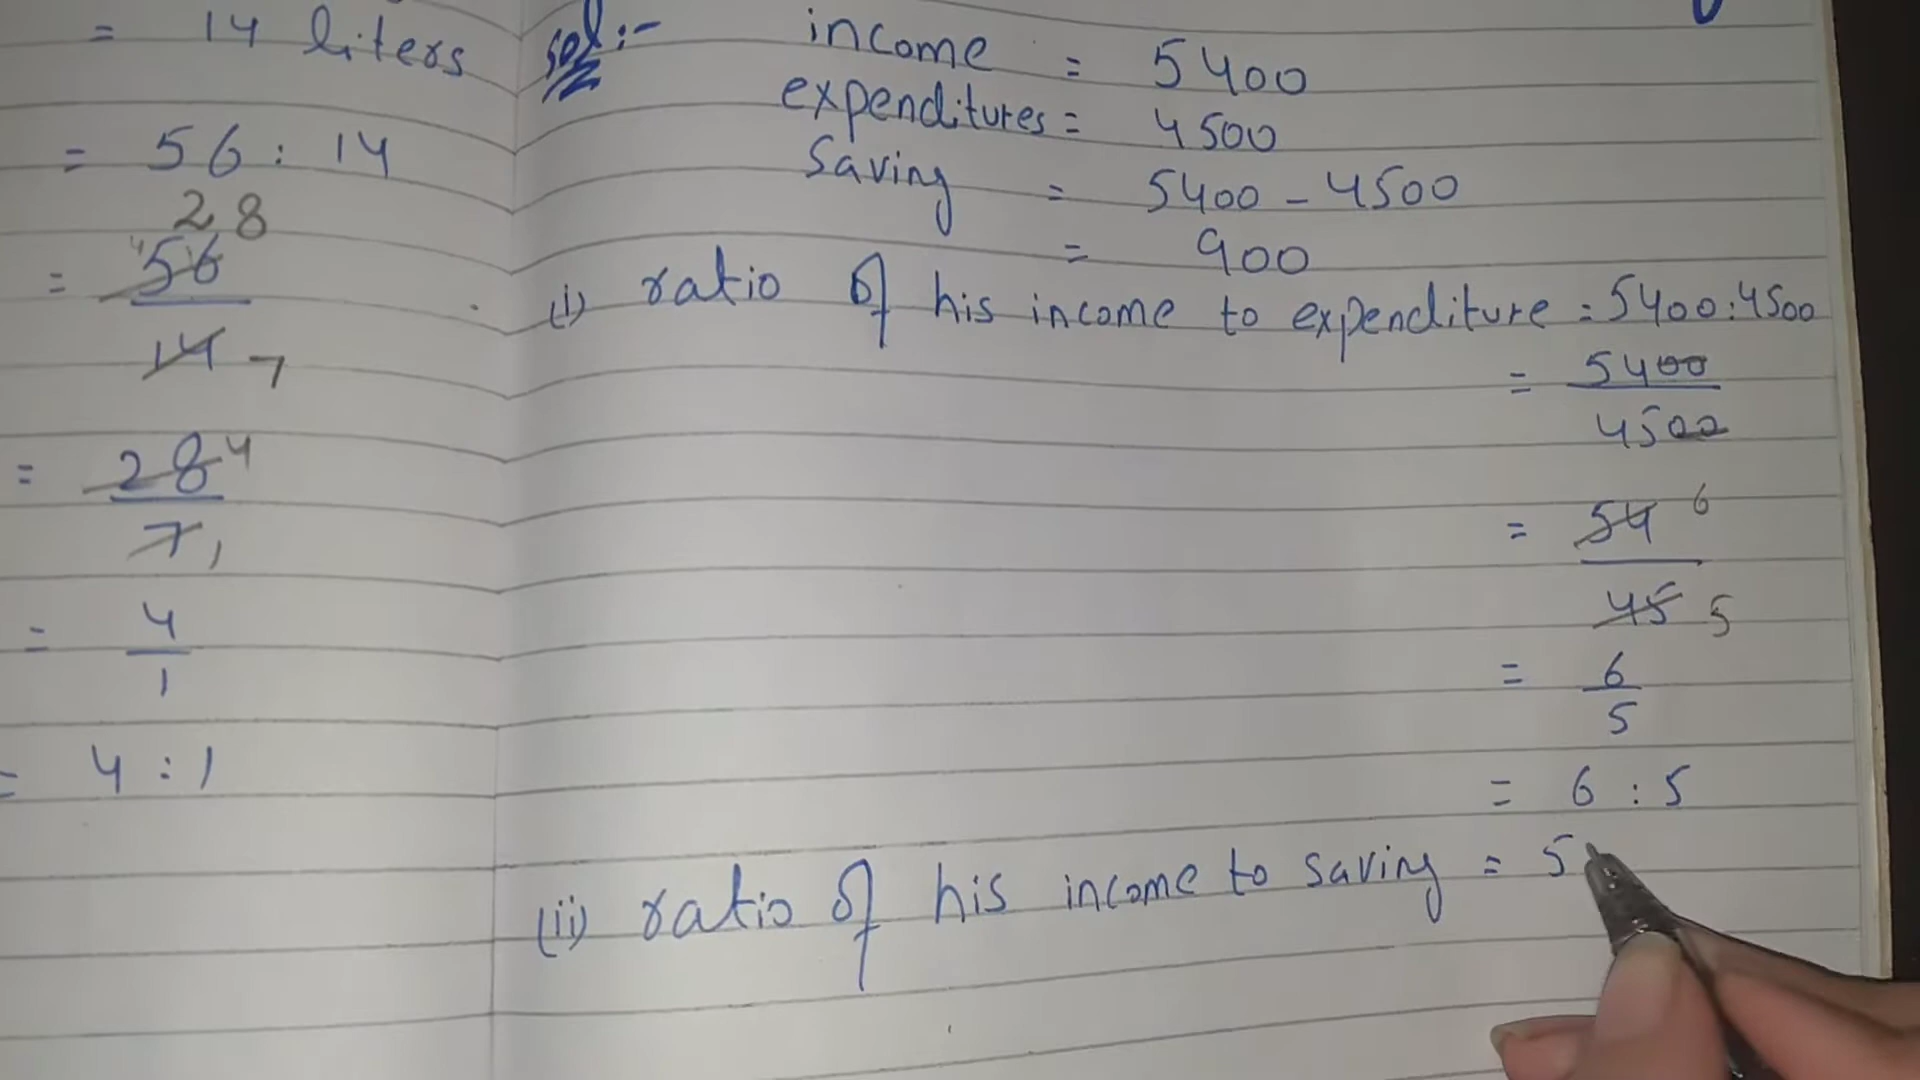 = 14 liters
= 56 : 14
28
= 56
14 7
= 28 4
7 1
= 4
1
= 4 : 1
Sol:-
income = 5400
expenditures = 4500
Saving = 5400 - 4500
= 900
(i) ratio of his income to expenditure = 5400:4500
= 5400
4500
= 54 6
45 5
= 6
5
= 6 : 5
(ii) ratio of his income to saving = 5